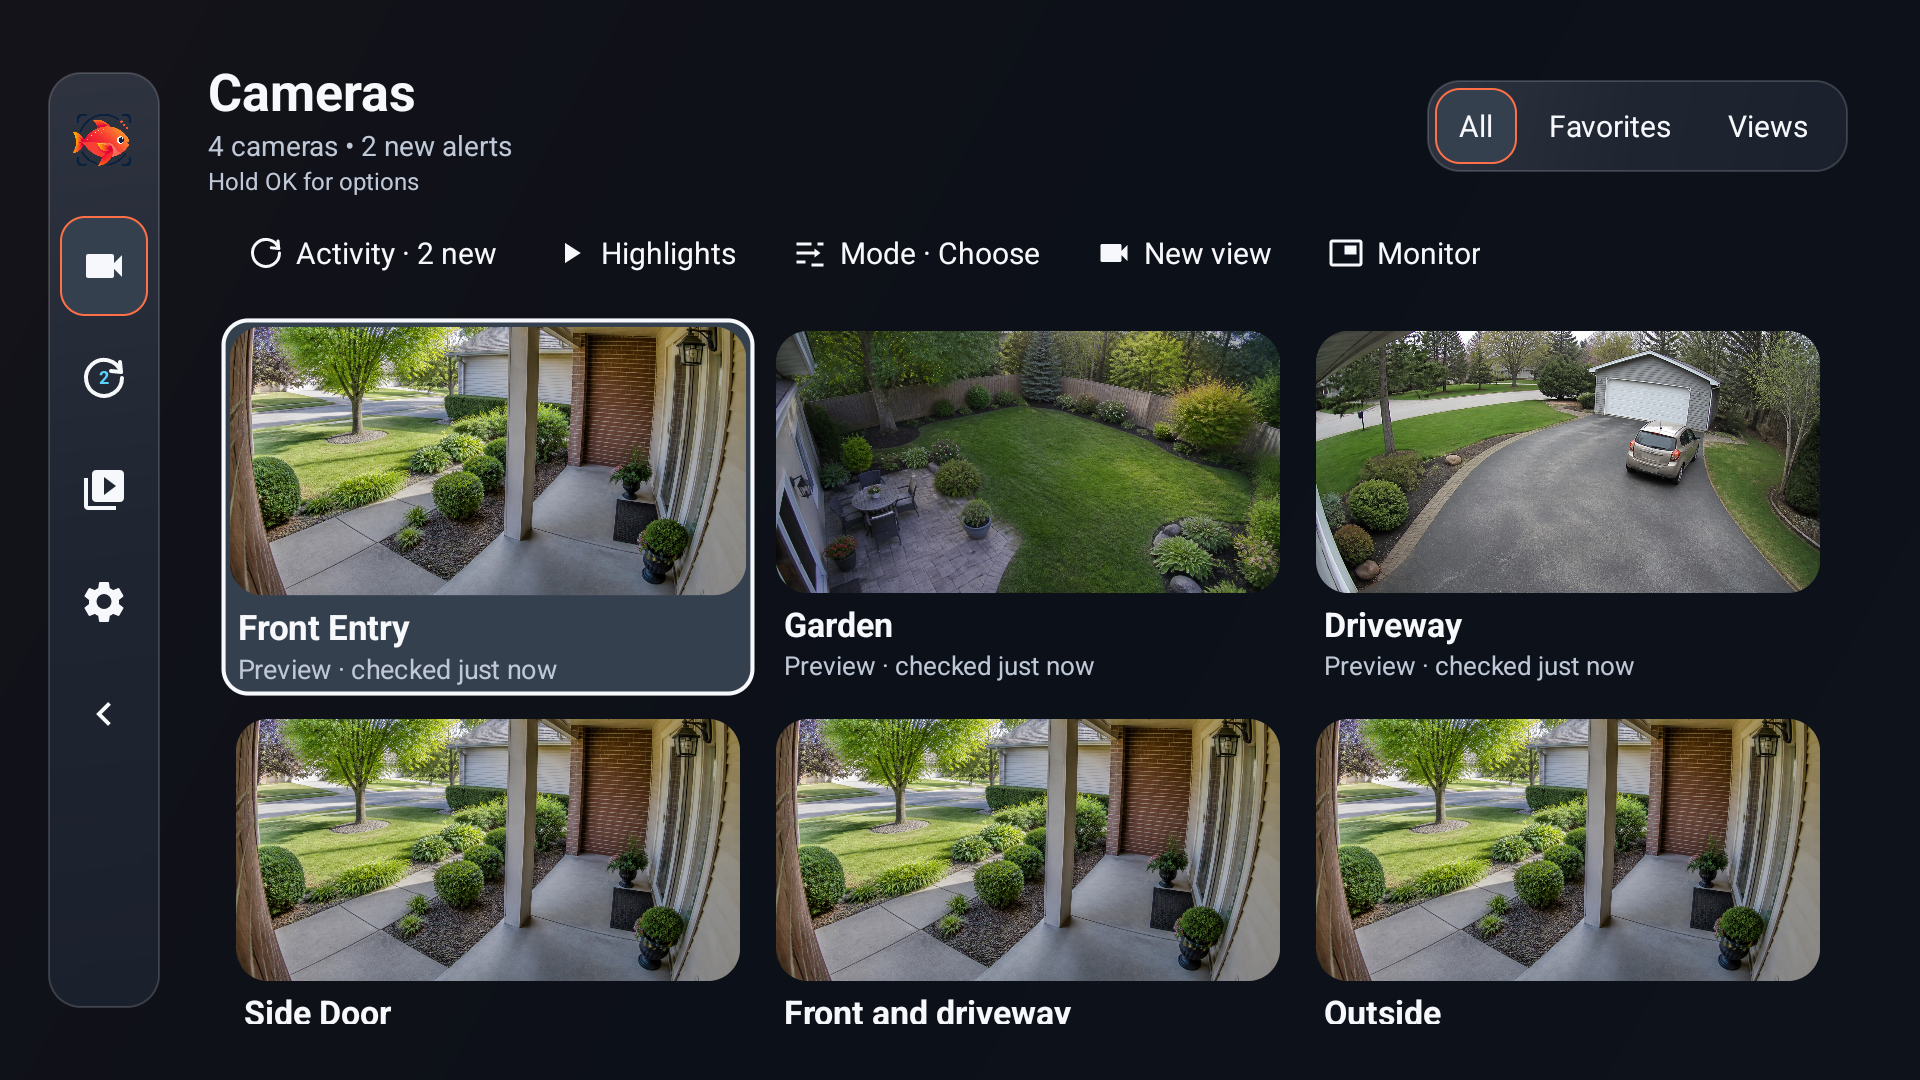 Cameras
4 cameras • 2 new alerts
Hold OK for options
All
Favorites
Views
Activity · 2 new
Highlights
Mode · Choose
New view
Monitor
2
Front Entry
Preview · checked just now
Garden
Preview · checked just now
Driveway
Preview · checked just now
Side Door
Front and driveway
Outside